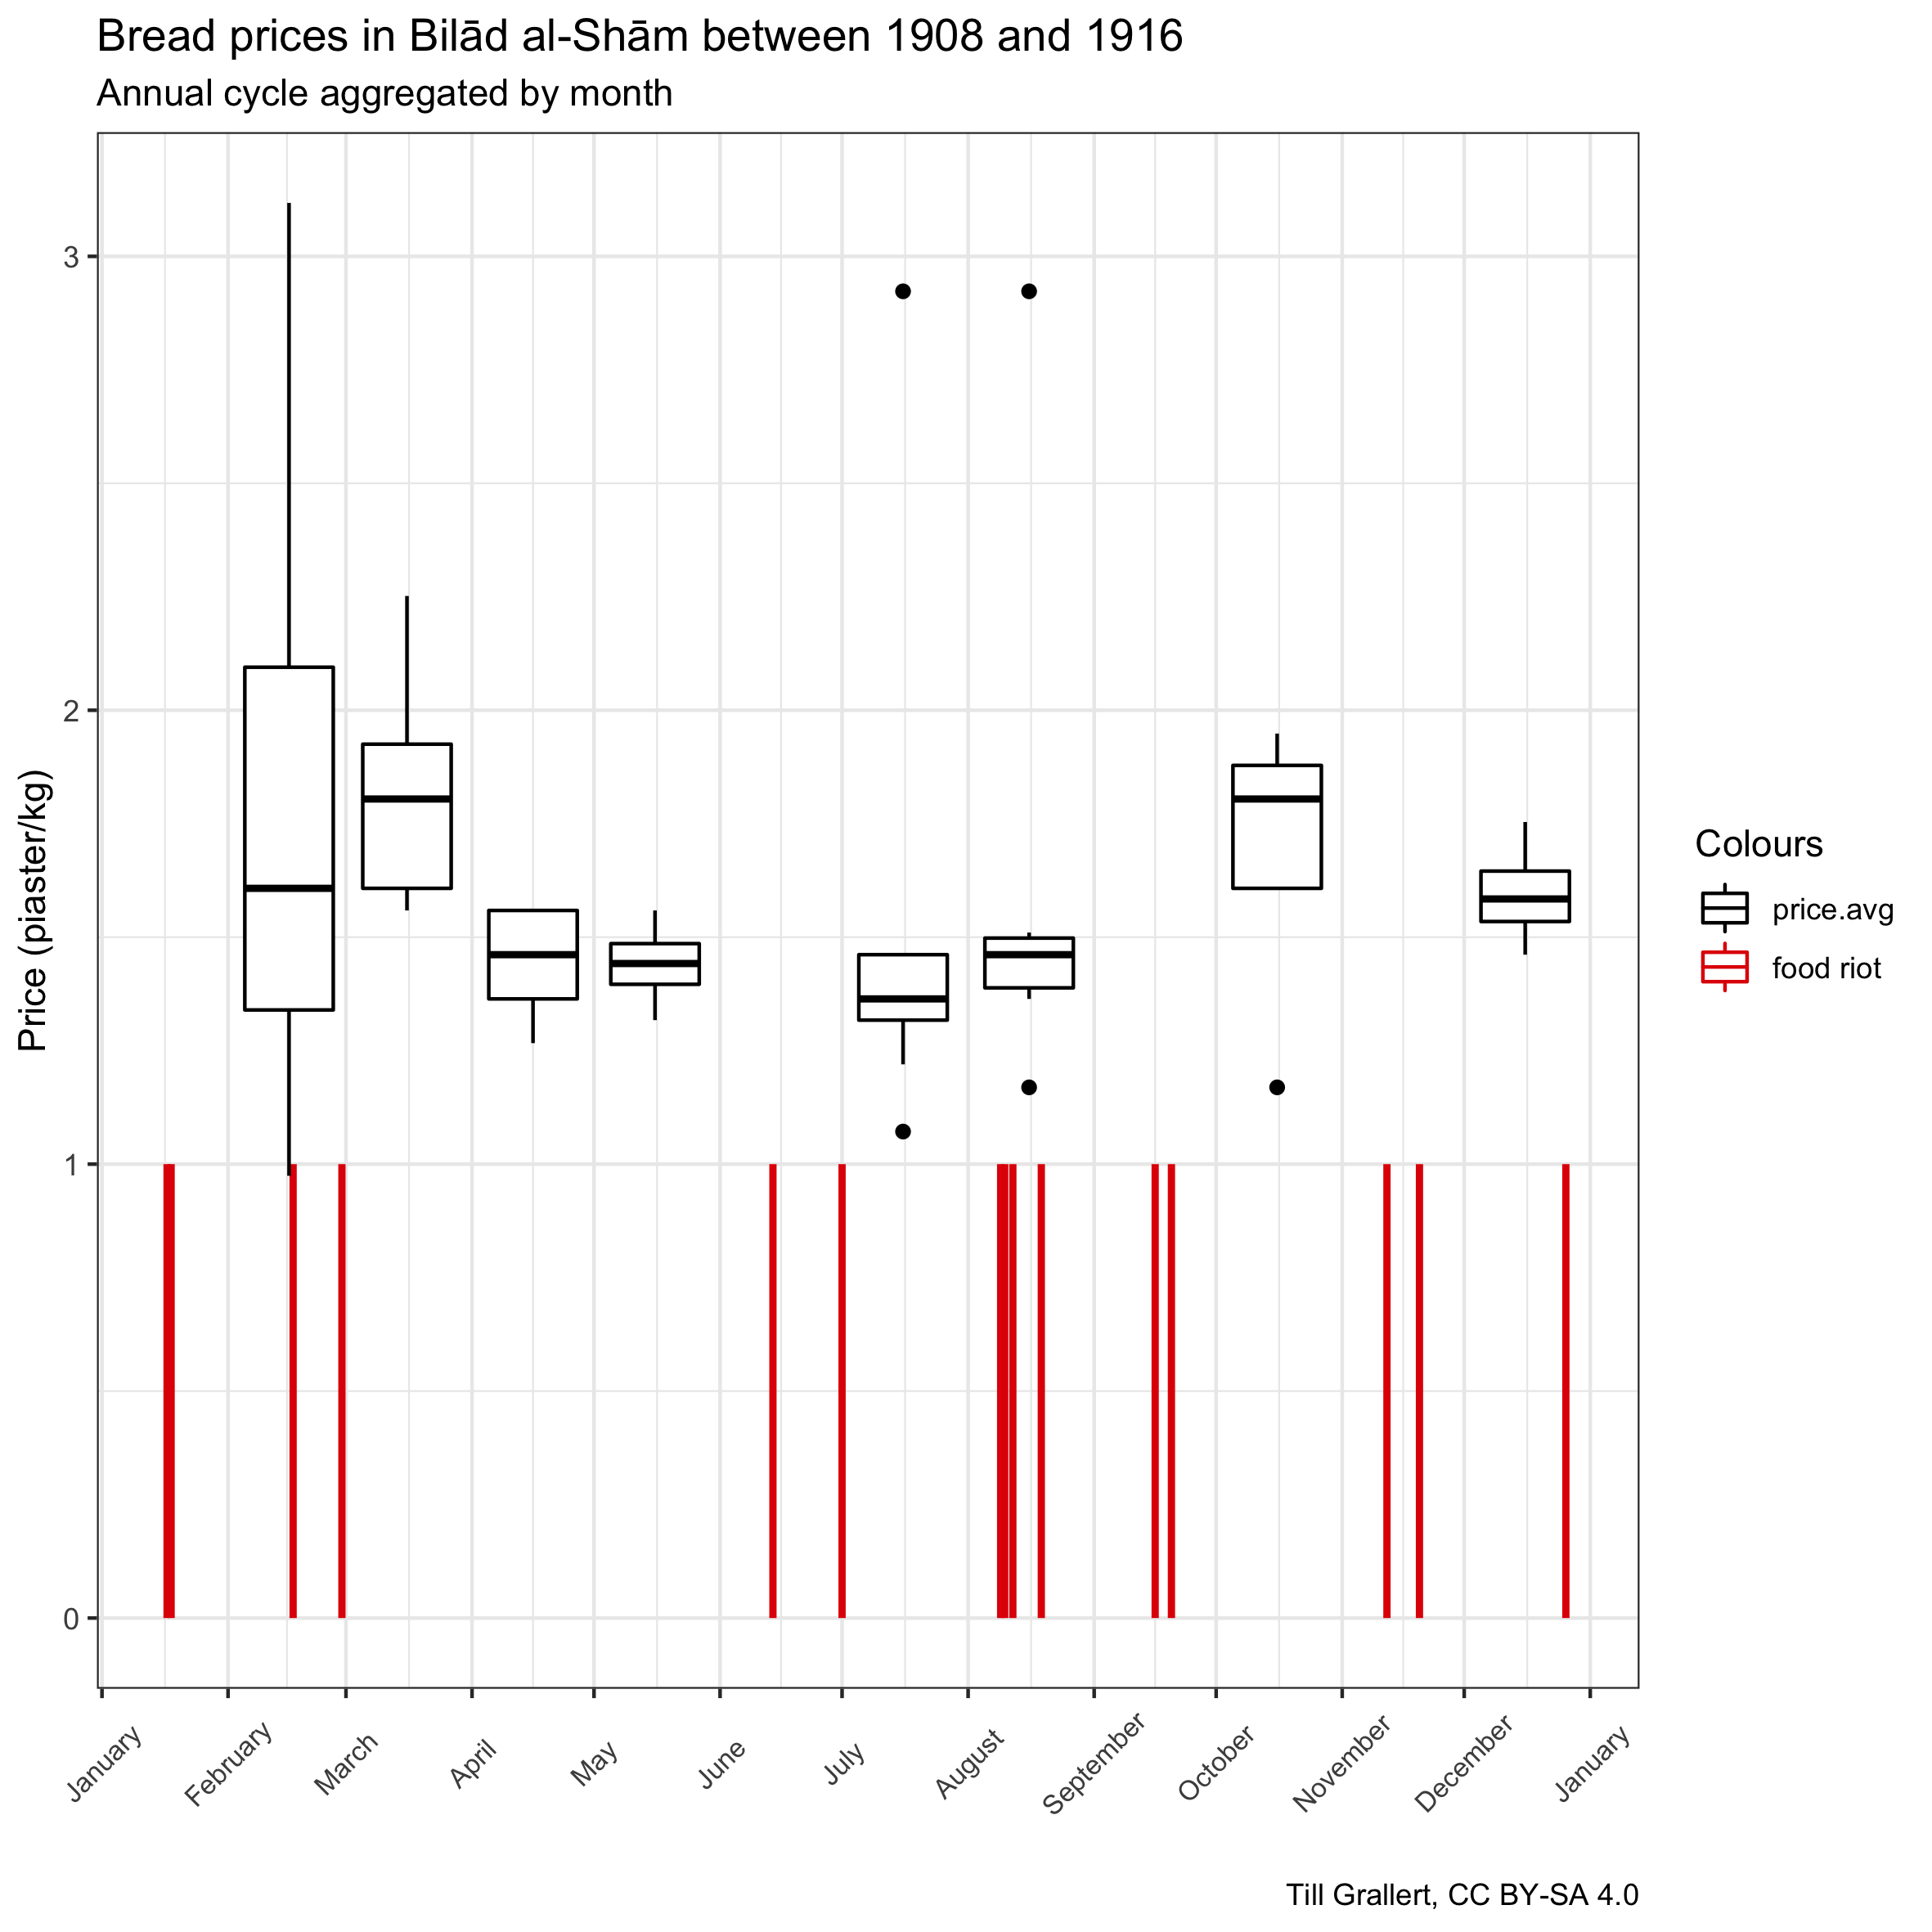 Bread prices in Bilād al-Shām between 1908 and 1916
Annual cycle aggregated by month
Price (piaster/kg)
3
2
1
0
January
February
March
April
May
June
July
August
September
October
November
December
January
Colours
price.avg
food riot
Till Grallert, CC BY-SA 4.0